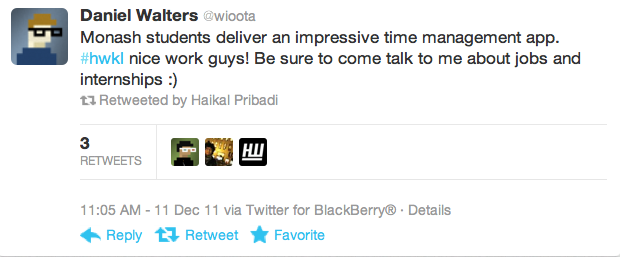 Daniel Walters @wioota
Monash students deliver an impressive time management app.
#hwkl nice work guys! Be sure to come talk to me about jobs and
internships :)
Retweeted by Haikal Pribadi
3
RETWEETS
HW
11:05 AM - 11 Dec 11 via Twitter for BlackBerry® · Details
Reply Retweet Favorite